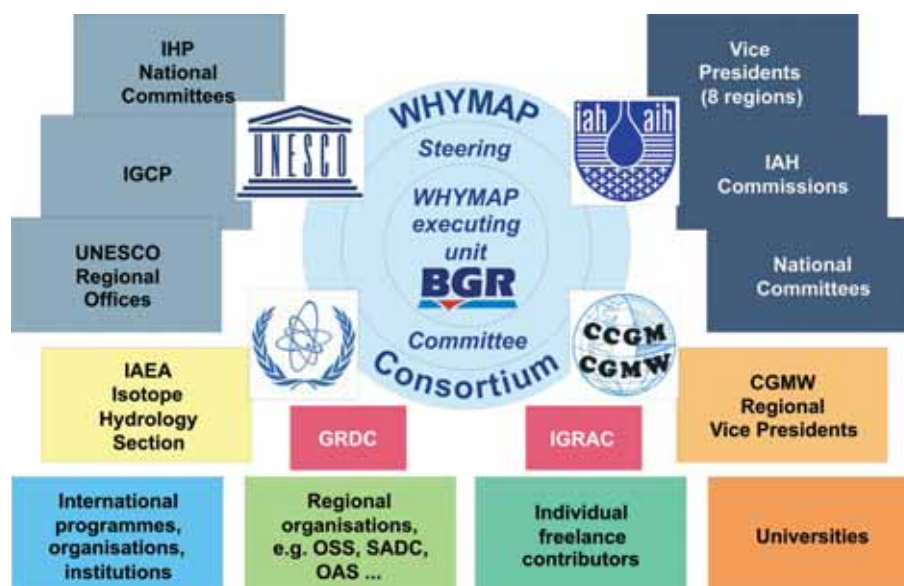 IHP
National
Committees
IGCP
UNESCO
Regional
Offices
UNESCO
WHYMAP
Steering
WHYMAP
executing
unit
BGR
Committee
Consortium
iah aih
CCGM
CGMW
Vice
Presidents
(8 regions)
IAH
Commissions
National
Committees
IAEA
Isotope
Hydrology
Section
GRDC
IGRAC
CGMW
Regional
Vice Presidents
International
programmes,
organisations,
institutions
Regional
organisations,
e.g. OSS, SADC,
OAS ...
Individual
freelance
contributors
Universities